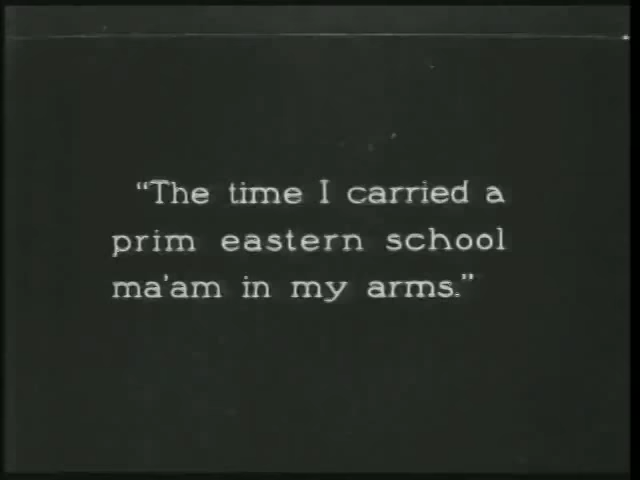 “The time I carried a
prim eastern school
ma'am in my arms.”